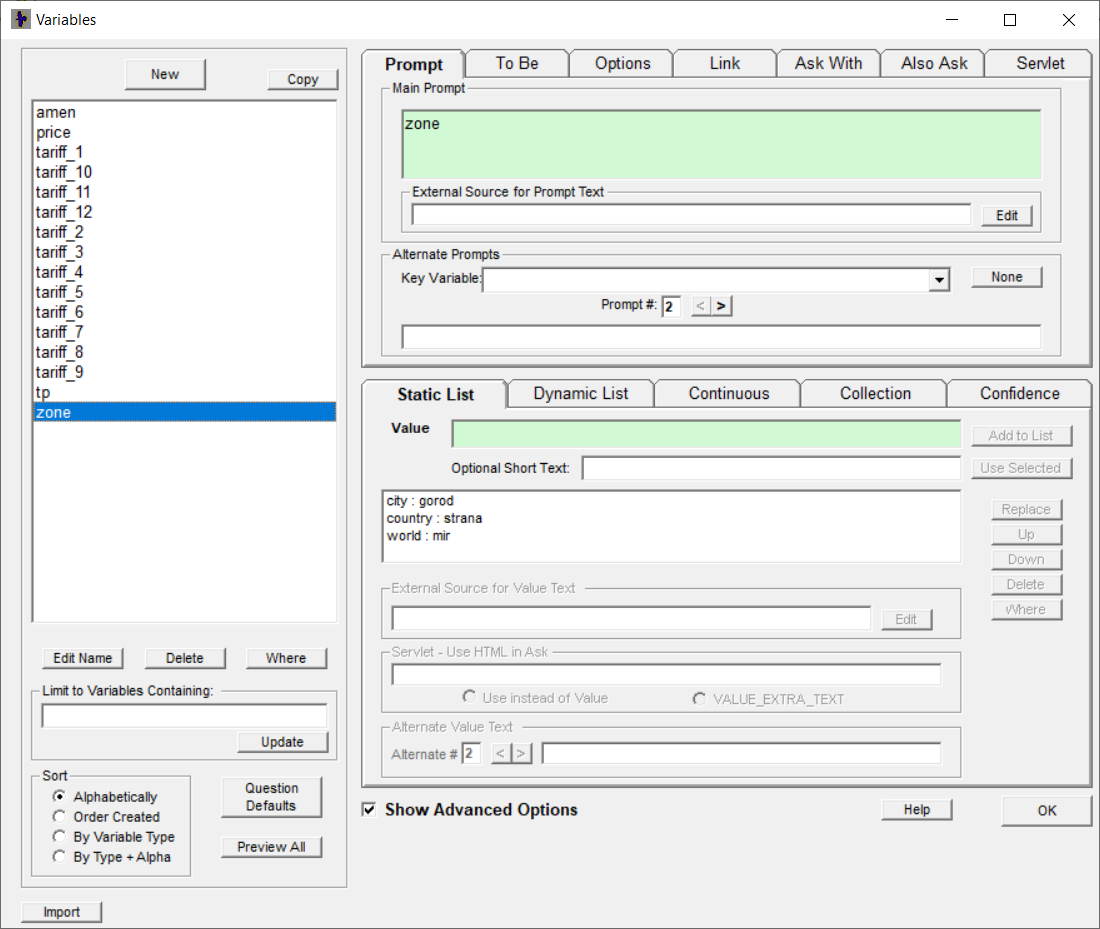 Variables
New
Copy
amen
price
tariff_1
tariff_10
tariff_11
tariff_12
tariff_2
tariff_3
tariff_4
tariff_5
tariff_6
tariff_7
tariff_8
tariff_9
tp
zone
Edit Name
Delete
Where
Limit to Variables Containing:
Update
Sort
Alphabetically
Order Created
By Variable Type
By Type + Alpha
Question Defaults
Preview All
Import
Prompt
To Be
Options
Link
Ask With
Also Ask
Servlet
Main Prompt
zone
External Source for Prompt Text
Edit
Alternate Prompts
Key Variable:
None
Prompt #: 2 < >
Static List
Dynamic List
Continuous
Collection
Confidence
Value
Add to List
Optional Short Text:
Use Selected
city : gorod
country : strana
world : mir
Replace
Up
Down
Delete
Where
External Source for Value Text
Edit
Servlet - Use HTML in Ask
Use instead of Value
VALUE_EXTRA_TEXT
Alternate Value Text
Alternate # 2 < >
Show Advanced Options
Help
OK